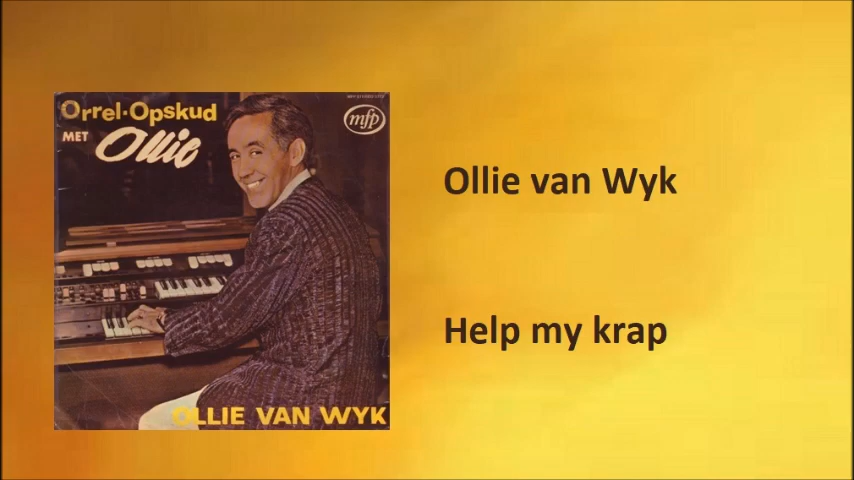 Orrel-Opskud
MET Ollie
mfp
OLLIE VAN WYK
Ollie van Wyk
Help my krap